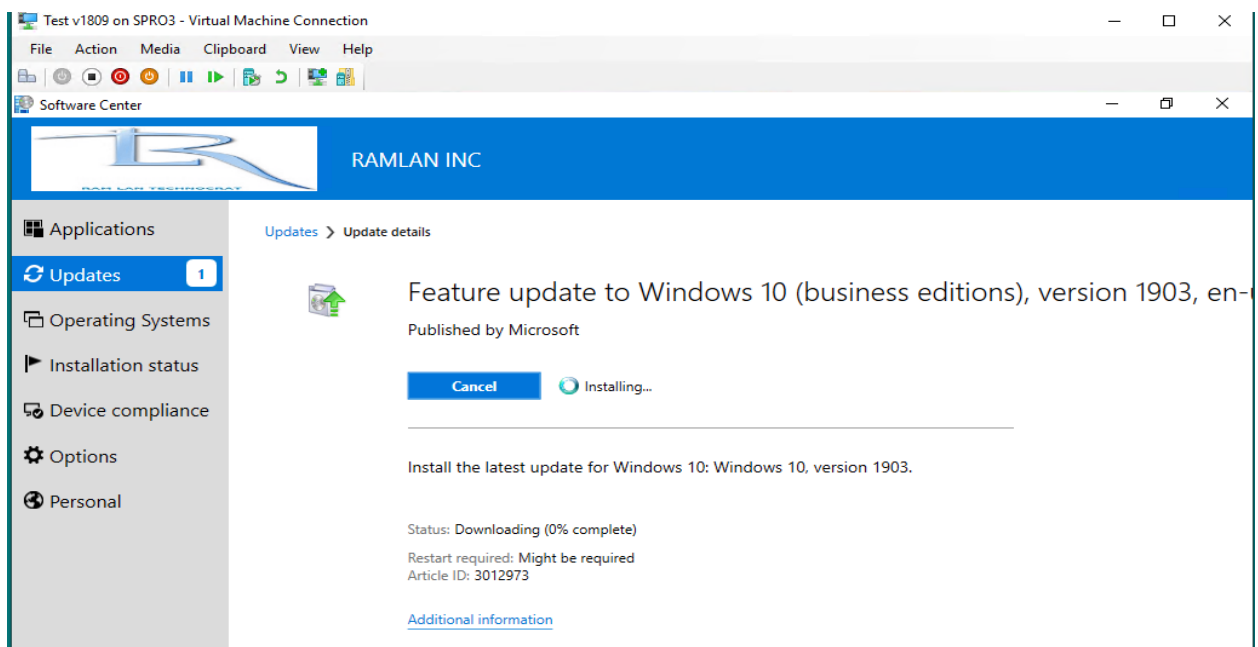 Test v1809 on SPRO3 - Virtual Machine Connection
File Action Media Clipboard View Help
Software Center
RAM LAN TECHNOCRAT
RAMLAN INC
Applications
Updates 1
Operating Systems
Installation status
Device compliance
Options
Personal
Updates > Update details
Feature update to Windows 10 (business editions), version 1903, en-
Published by Microsoft
Cancel Installing...
Install the latest update for Windows 10: Windows 10, version 1903.
Status: Downloading (0% complete)
Restart required: Might be required
Article ID: 3012973
Additional information